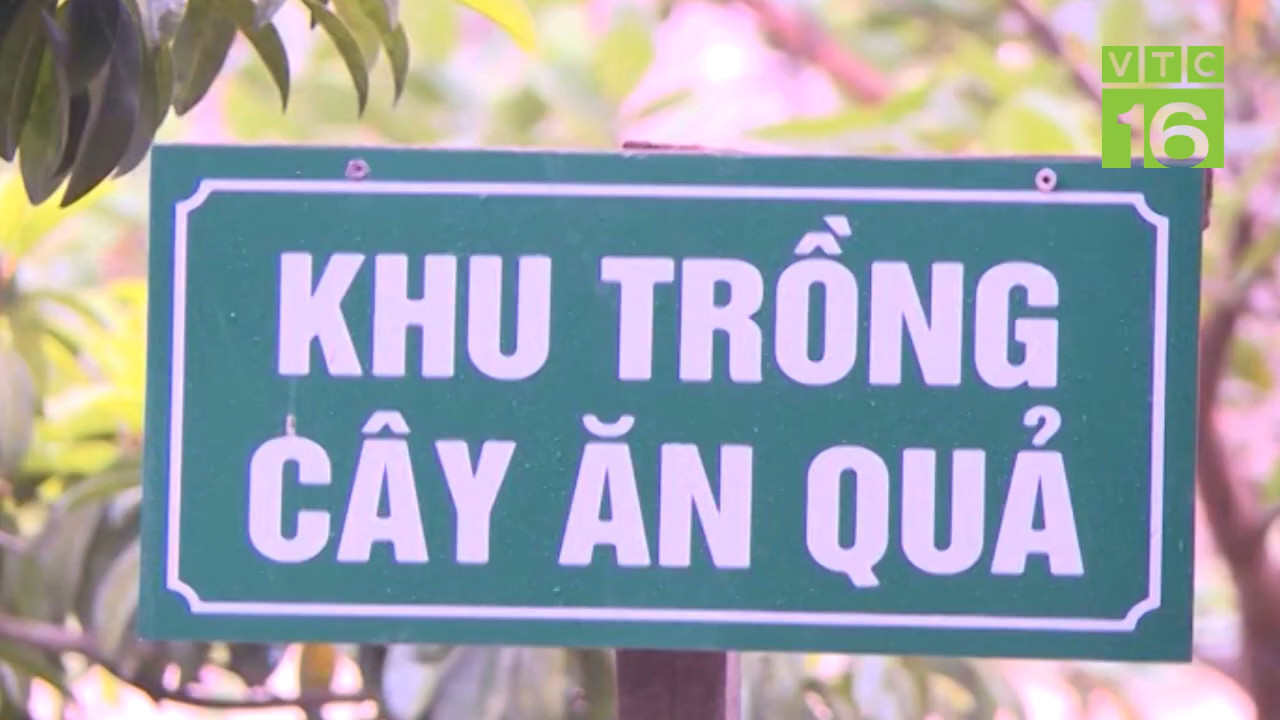 VTC
16
KHU TRỒNG
CÂY ĂN QUẢ